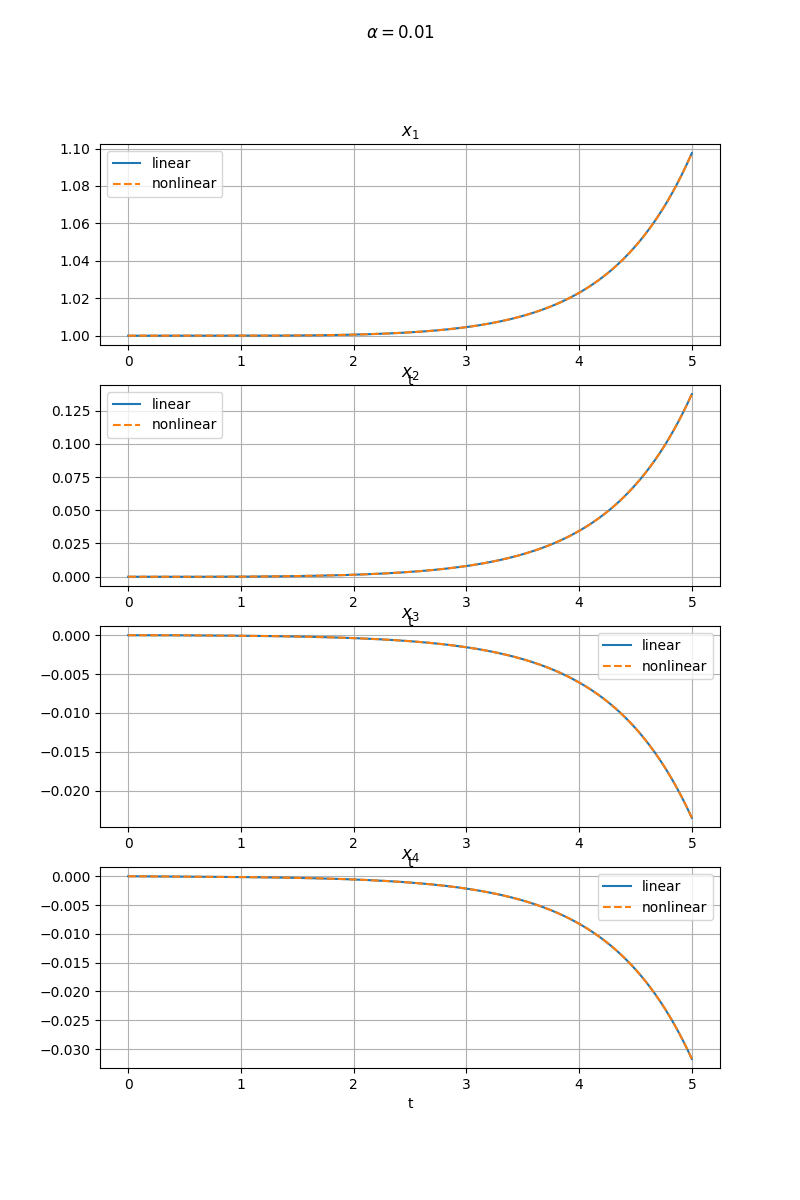 α = 0.01
x1
1.10
1.08
1.06
1.04
1.02
1.00
linear
nonlinear
0 1 2 3 4 5
t
x2
0.125
0.100
0.075
0.050
0.025
0.000
linear
nonlinear
0 1 2 3 4 5
t
x3
0.000
−0.005
−0.010
−0.015
−0.020
linear
nonlinear
0 1 2 3 4 5
t
x4
0.000
−0.005
−0.010
−0.015
−0.020
−0.025
−0.030
linear
nonlinear
0 1 2 3 4 5
t